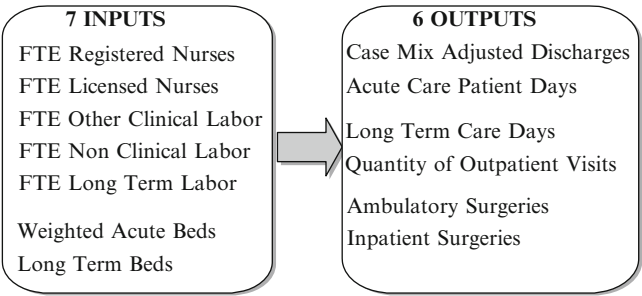 7 INPUTS
FTE Registered Nurses
FTE Licensed Nurses
FTE Other Clinical Labor
FTE Non Clinical Labor
FTE Long Term Labor
Weighted Acute Beds
Long Term Beds
6 OUTPUTS
Case Mix Adjusted Discharges
Acute Care Patient Days
Long Term Care Days
Quantity of Outpatient Visits
Ambulatory Surgeries
Inpatient Surgeries